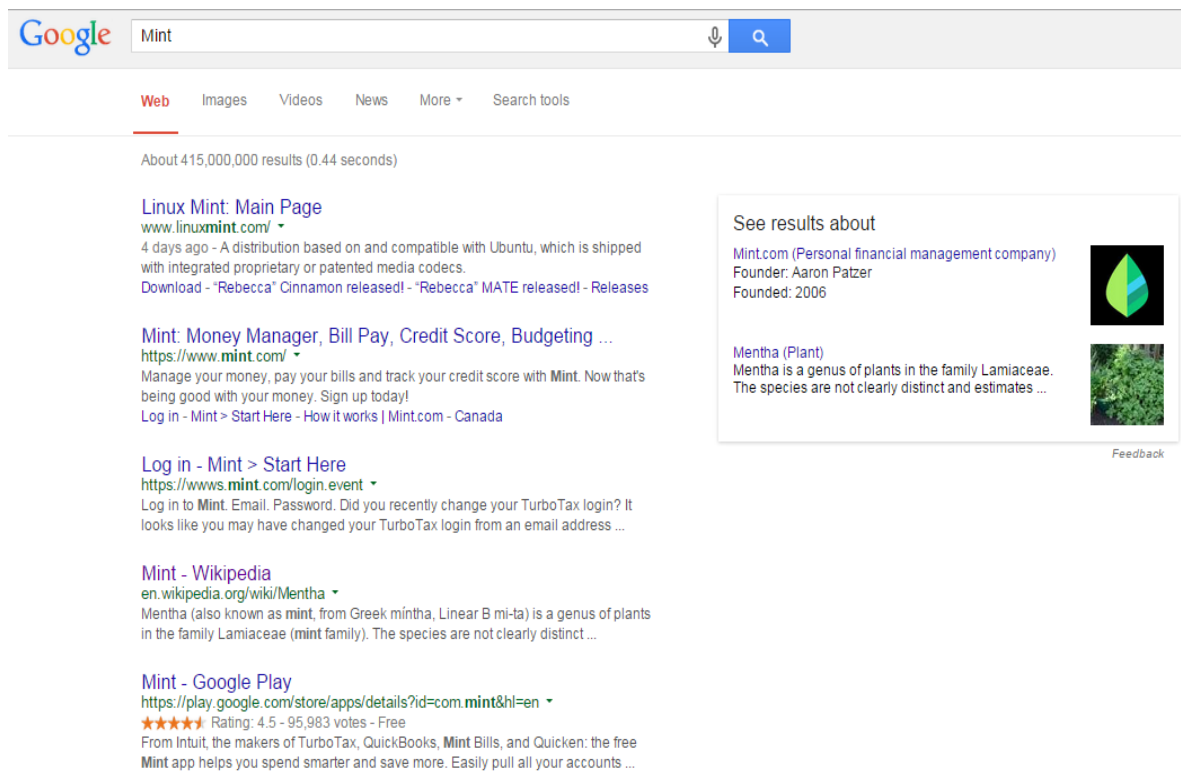 Google
Mint
Web Images Videos News More Search tools
About 415,000,000 results (0.44 seconds)
Linux Mint: Main Page
www.linuxmint.com/
4 days ago - A distribution based on and compatible with Ubuntu, which is shipped
with integrated proprietary or patented media codecs.
Download - “Rebecca” Cinnamon released! - “Rebecca” MATE released! - Releases
Mint: Money Manager, Bill Pay, Credit Score, Budgeting ...
https://www.mint.com/
Manage your money, pay your bills and track your credit score with Mint. Now that's
being good with your money. Sign up today!
Log in - Mint > Start Here - How it works | Mint.com - Canada
Log in - Mint > Start Here
https://wwws.mint.com/login.event
Log in to Mint. Email. Password. Did you recently change your TurboTax login? It
looks like you may have changed your TurboTax login from an email address ...
Mint - Wikipedia
en.wikipedia.org/wiki/Mentha
Mentha (also known as mint, from Greek míntha, Linear B mi-ta) is a genus of plants
in the family Lamiaceae (mint family). The species are not clearly distinct ...
Mint - Google Play
https://play.google.com/store/apps/details?id=com.mint&hl=en
Rating: 4.5 - 95,983 votes - Free
From Intuit, the makers of TurboTax, QuickBooks, Mint Bills, and Quicken: the free
Mint app helps you spend smarter and save more. Easily pull all your accounts ...
See results about
Mint.com (Personal financial management company)
Founder: Aaron Patzer
Founded: 2006
Mentha (Plant)
Mentha is a genus of plants in the family Lamiaceae.
The species are not clearly distinct and estimates ...
Feedback